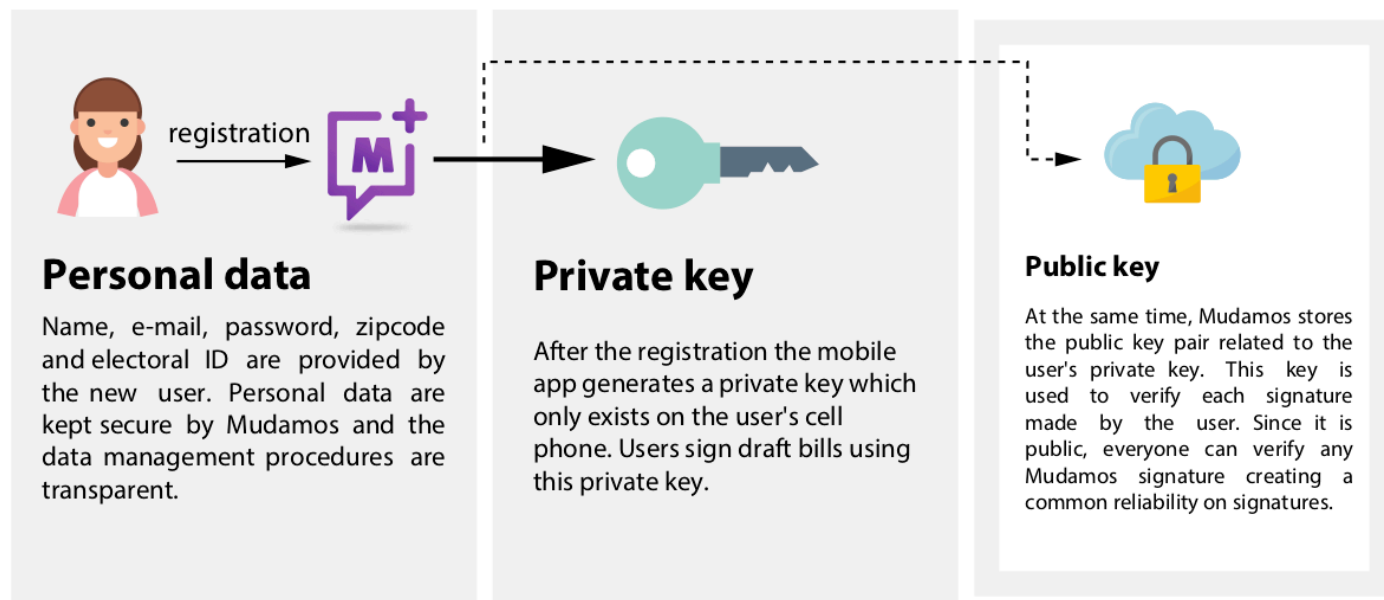 registration
M
Personal data
Name, e-mail, password, zipcode
and electoral ID are provided by
the new user. Personal data are
kept secure by Mudamos and the
data management procedures are
transparent.
Private key
After the registration the mobile
app generates a private key which
only exists on the user's cell
phone. Users sign draft bills using
this private key.
Public key
At the same time, Mudamos stores
the public key pair related to the
user's private key. This key is
used to verify each signature
made by the user. Since it is
public, everyone can verify any
Mudamos signature creating a
common reliability on signatures.